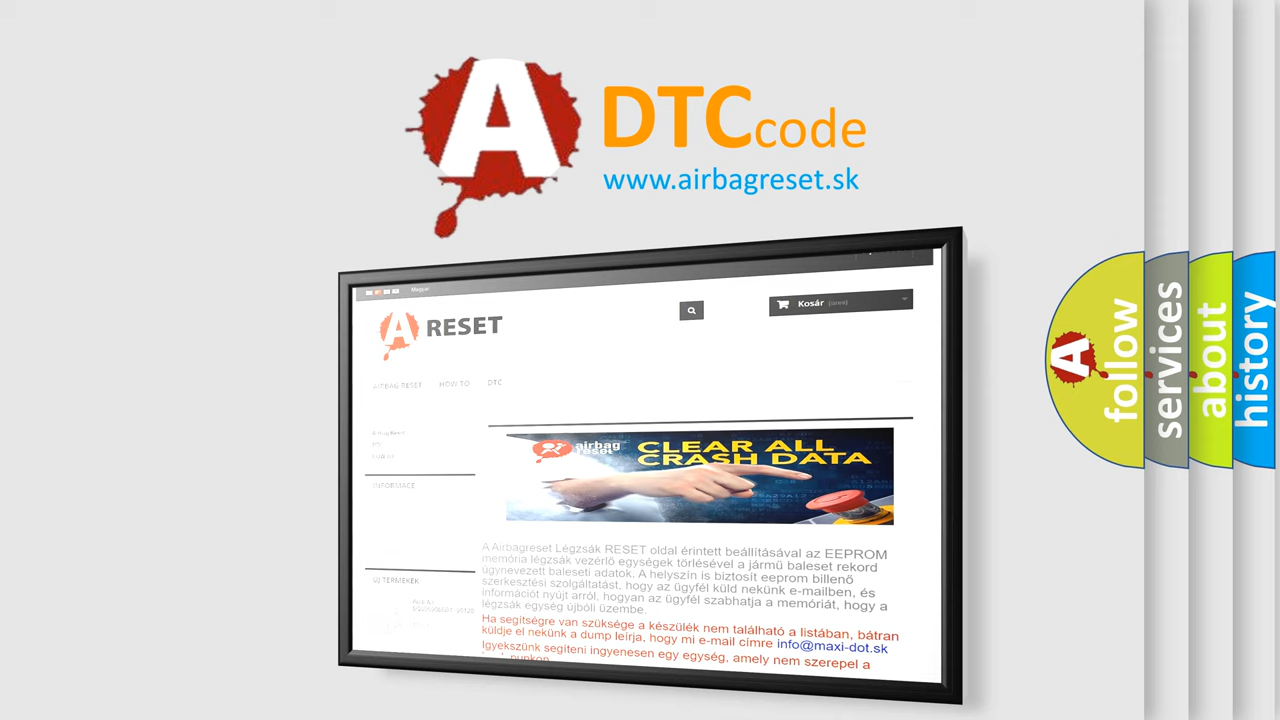 A
DTCcode
www.airbagreset.sk
Magyar
A RESET
Kosár (üres)
AIRBAG RESET HOW TO DTC
INFORMACE
ÚJ TERMÉKEK
airbag
reset
CLEAR ALL
CRASH DATA
A Airbagreset Légzsák RESET oldal érintett beállításával az EEPROM
memória légzsák vezérlő egységek törlésével a jármű baleset rekord
úgynevezett baleseti adatok, A helyszín is biztosít eeprom billenő
szerkesztési szolgáltatást, hogy az ügyfél küld nekünk e-mailben, és
információt nyújt arról, hogyan az ügyfél szabhatja a memóriát, hogy a
légzsák egység újbóli üzembe.
Ha segítségre van szüksége a készülék nem található a listában, bátran
küldje el nekünk a dump leírja, hogy mi e-mail címre info@maxi-dot.sk
Igyekszünk segíteni ingyenesen egy egység, amely nem szerepel a
A
follow
services
about
history